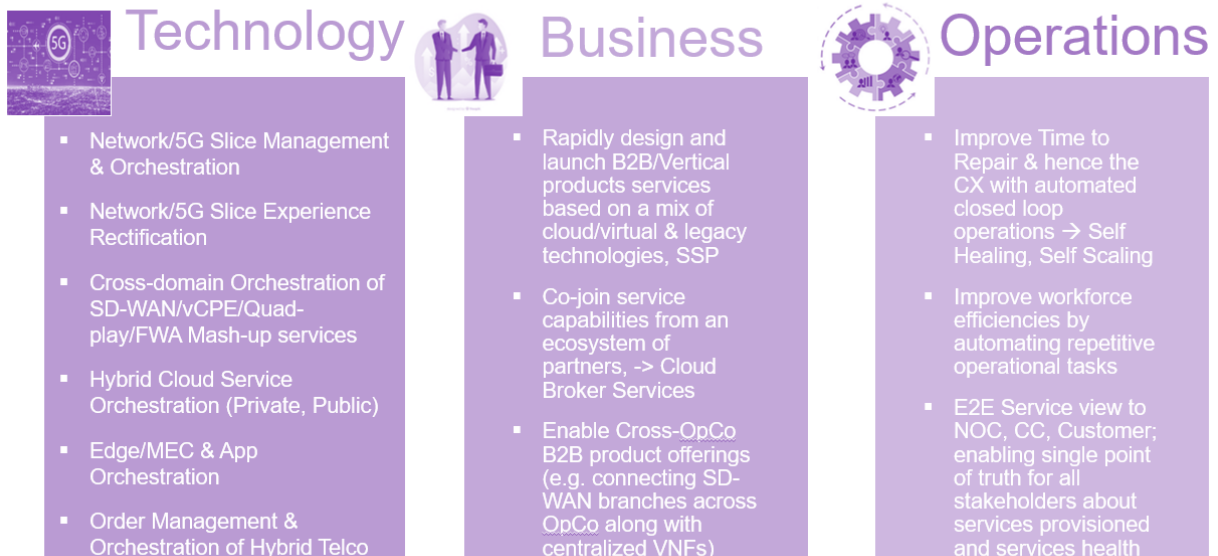 Technology
5G
Network/5G Slice Management
& Orchestration
Network/5G Slice Experience
Rectification
Cross-domain Orchestration of
SD-WAN/vCPE/Quad-
play/FWA Mash-up services
Hybrid Cloud Service
Orchestration (Private, Public)
Edge/MEC & App
Orchestration
Order Management &
Orchestration of Hybrid Telco
Business
Rapidly design and
launch B2B/Vertical
products services
based on a mix of
cloud/virtual & legacy
technologies, SSP
Co-join service
capabilities from an
ecosystem of
partners, -> Cloud
Broker Services
Enable Cross-OpCo
B2B product offerings
(e.g. connecting SD-
WAN branches across
OpCo along with
centralized VNFs)
Operations
Improve Time to
Repair & hence the
CX with automated
closed loop
operations → Self
Healing, Self Scaling
Improve workforce
efficiencies by
automating repetitive
operational tasks
E2E Service view to
NOC, CC, Customer;
enabling single point
of truth for all
stakeholders about
services provisioned
and services health